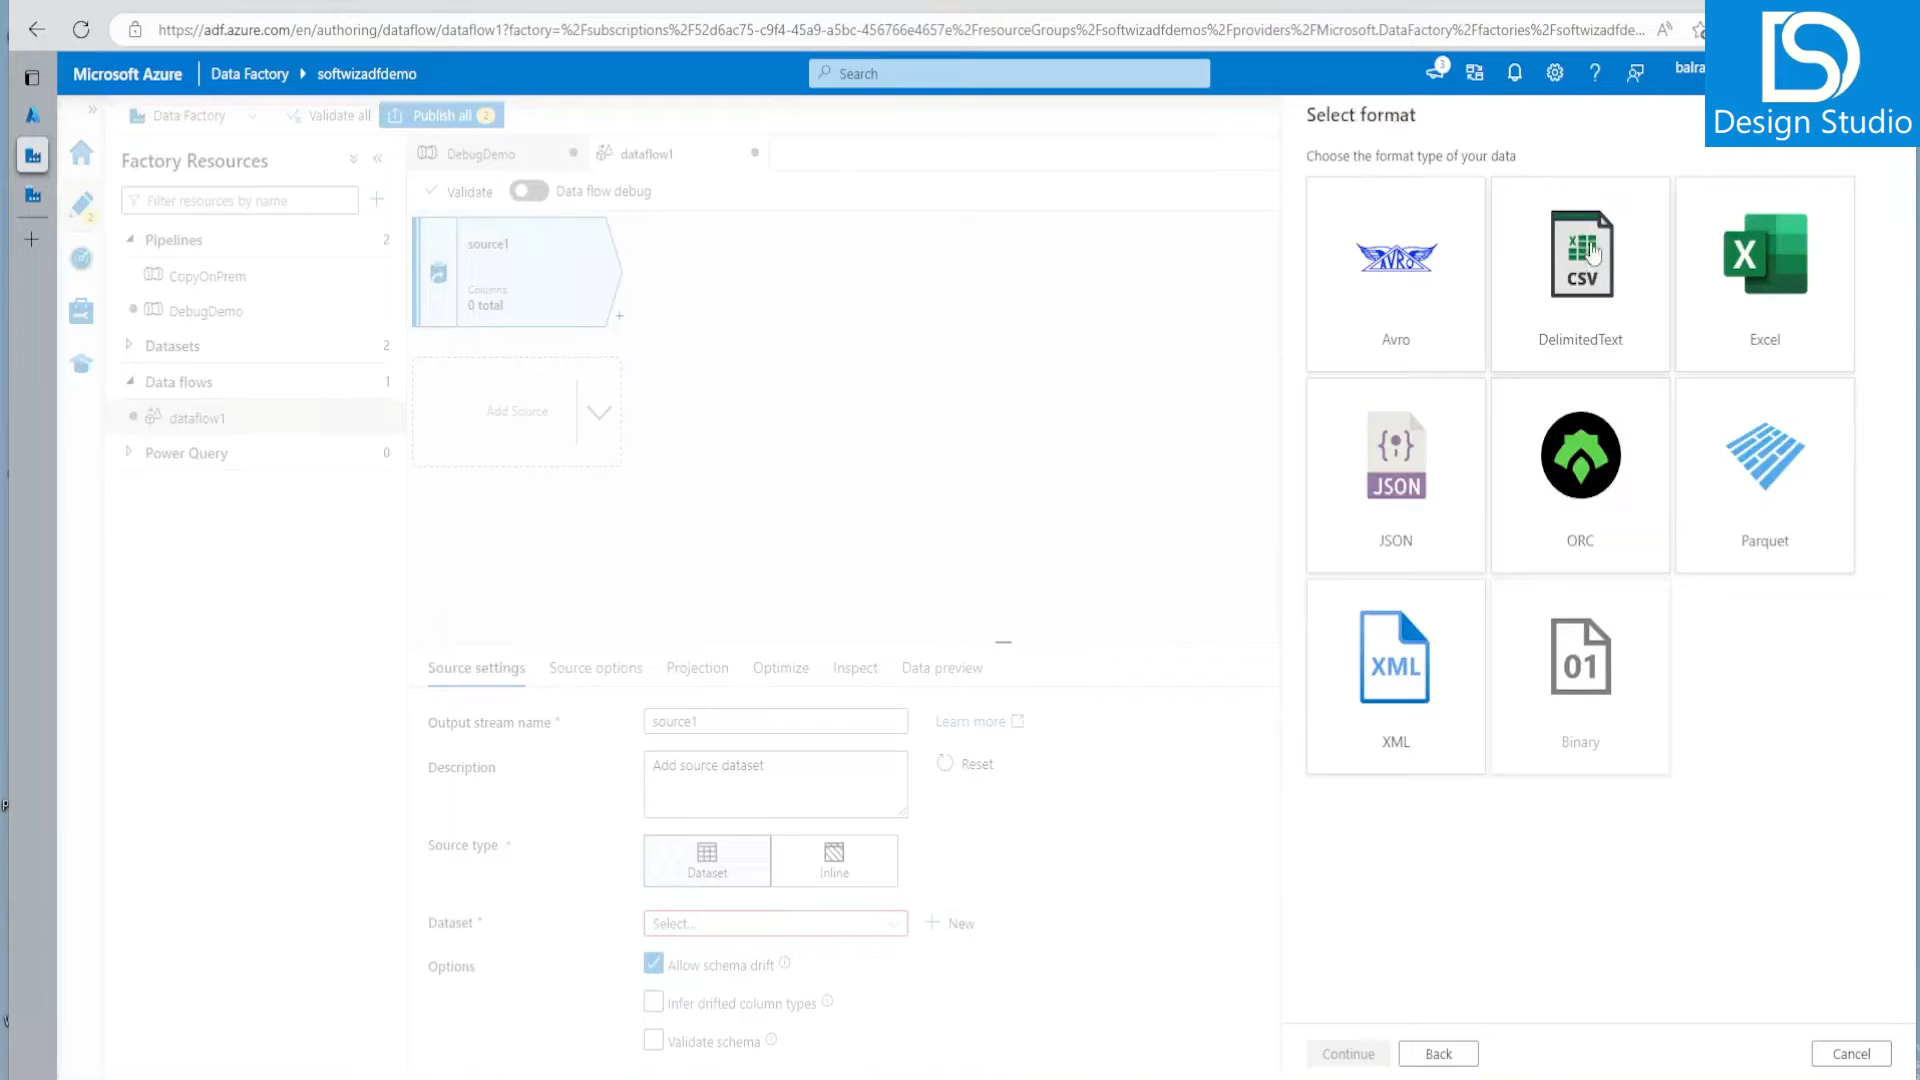 https://adf.azure.com/en/authoring/dataflow/dataflow1?factory=%2Fsubscriptions%2F52d6ac75-c9f4-45a9-a5bc-456766e4657e%2FresourceGroups%2Fsoftwizadfdemos%2Fproviders%2FMicrosoft.DataFactory%2Ffactories%2Fsoftwizadfde...
Microsoft Azure
Data Factory
softwizadfdemo
Search
3
balra
Design Studio
Data Factory
Validate all
Publish all
2
Factory Resources
Filter resources by name
Pipelines 2
CopyOnPrem
DebugDemo
Datasets 2
Data flows 1
dataflow1
Power Query 0
2
DebugDemo
dataflow1
Validate
Data flow debug
source1
Columns:
0 total
Add Source
Source settings
Source options
Projection
Optimize
Inspect
Data preview
Output stream name *
source1
Learn more
Description
Add source dataset
Reset
Source type *
Dataset
Inline
Dataset *
Select...
New
Options
Allow schema drift
Infer drifted column types
Validate schema
Select format
Choose the format type of your data
AVRO
Avro
X
CSV
DelimitedText
X
Excel
JSON
JSON
ORC
Parquet
XML
XML
01
Binary
Continue
Back
Cancel